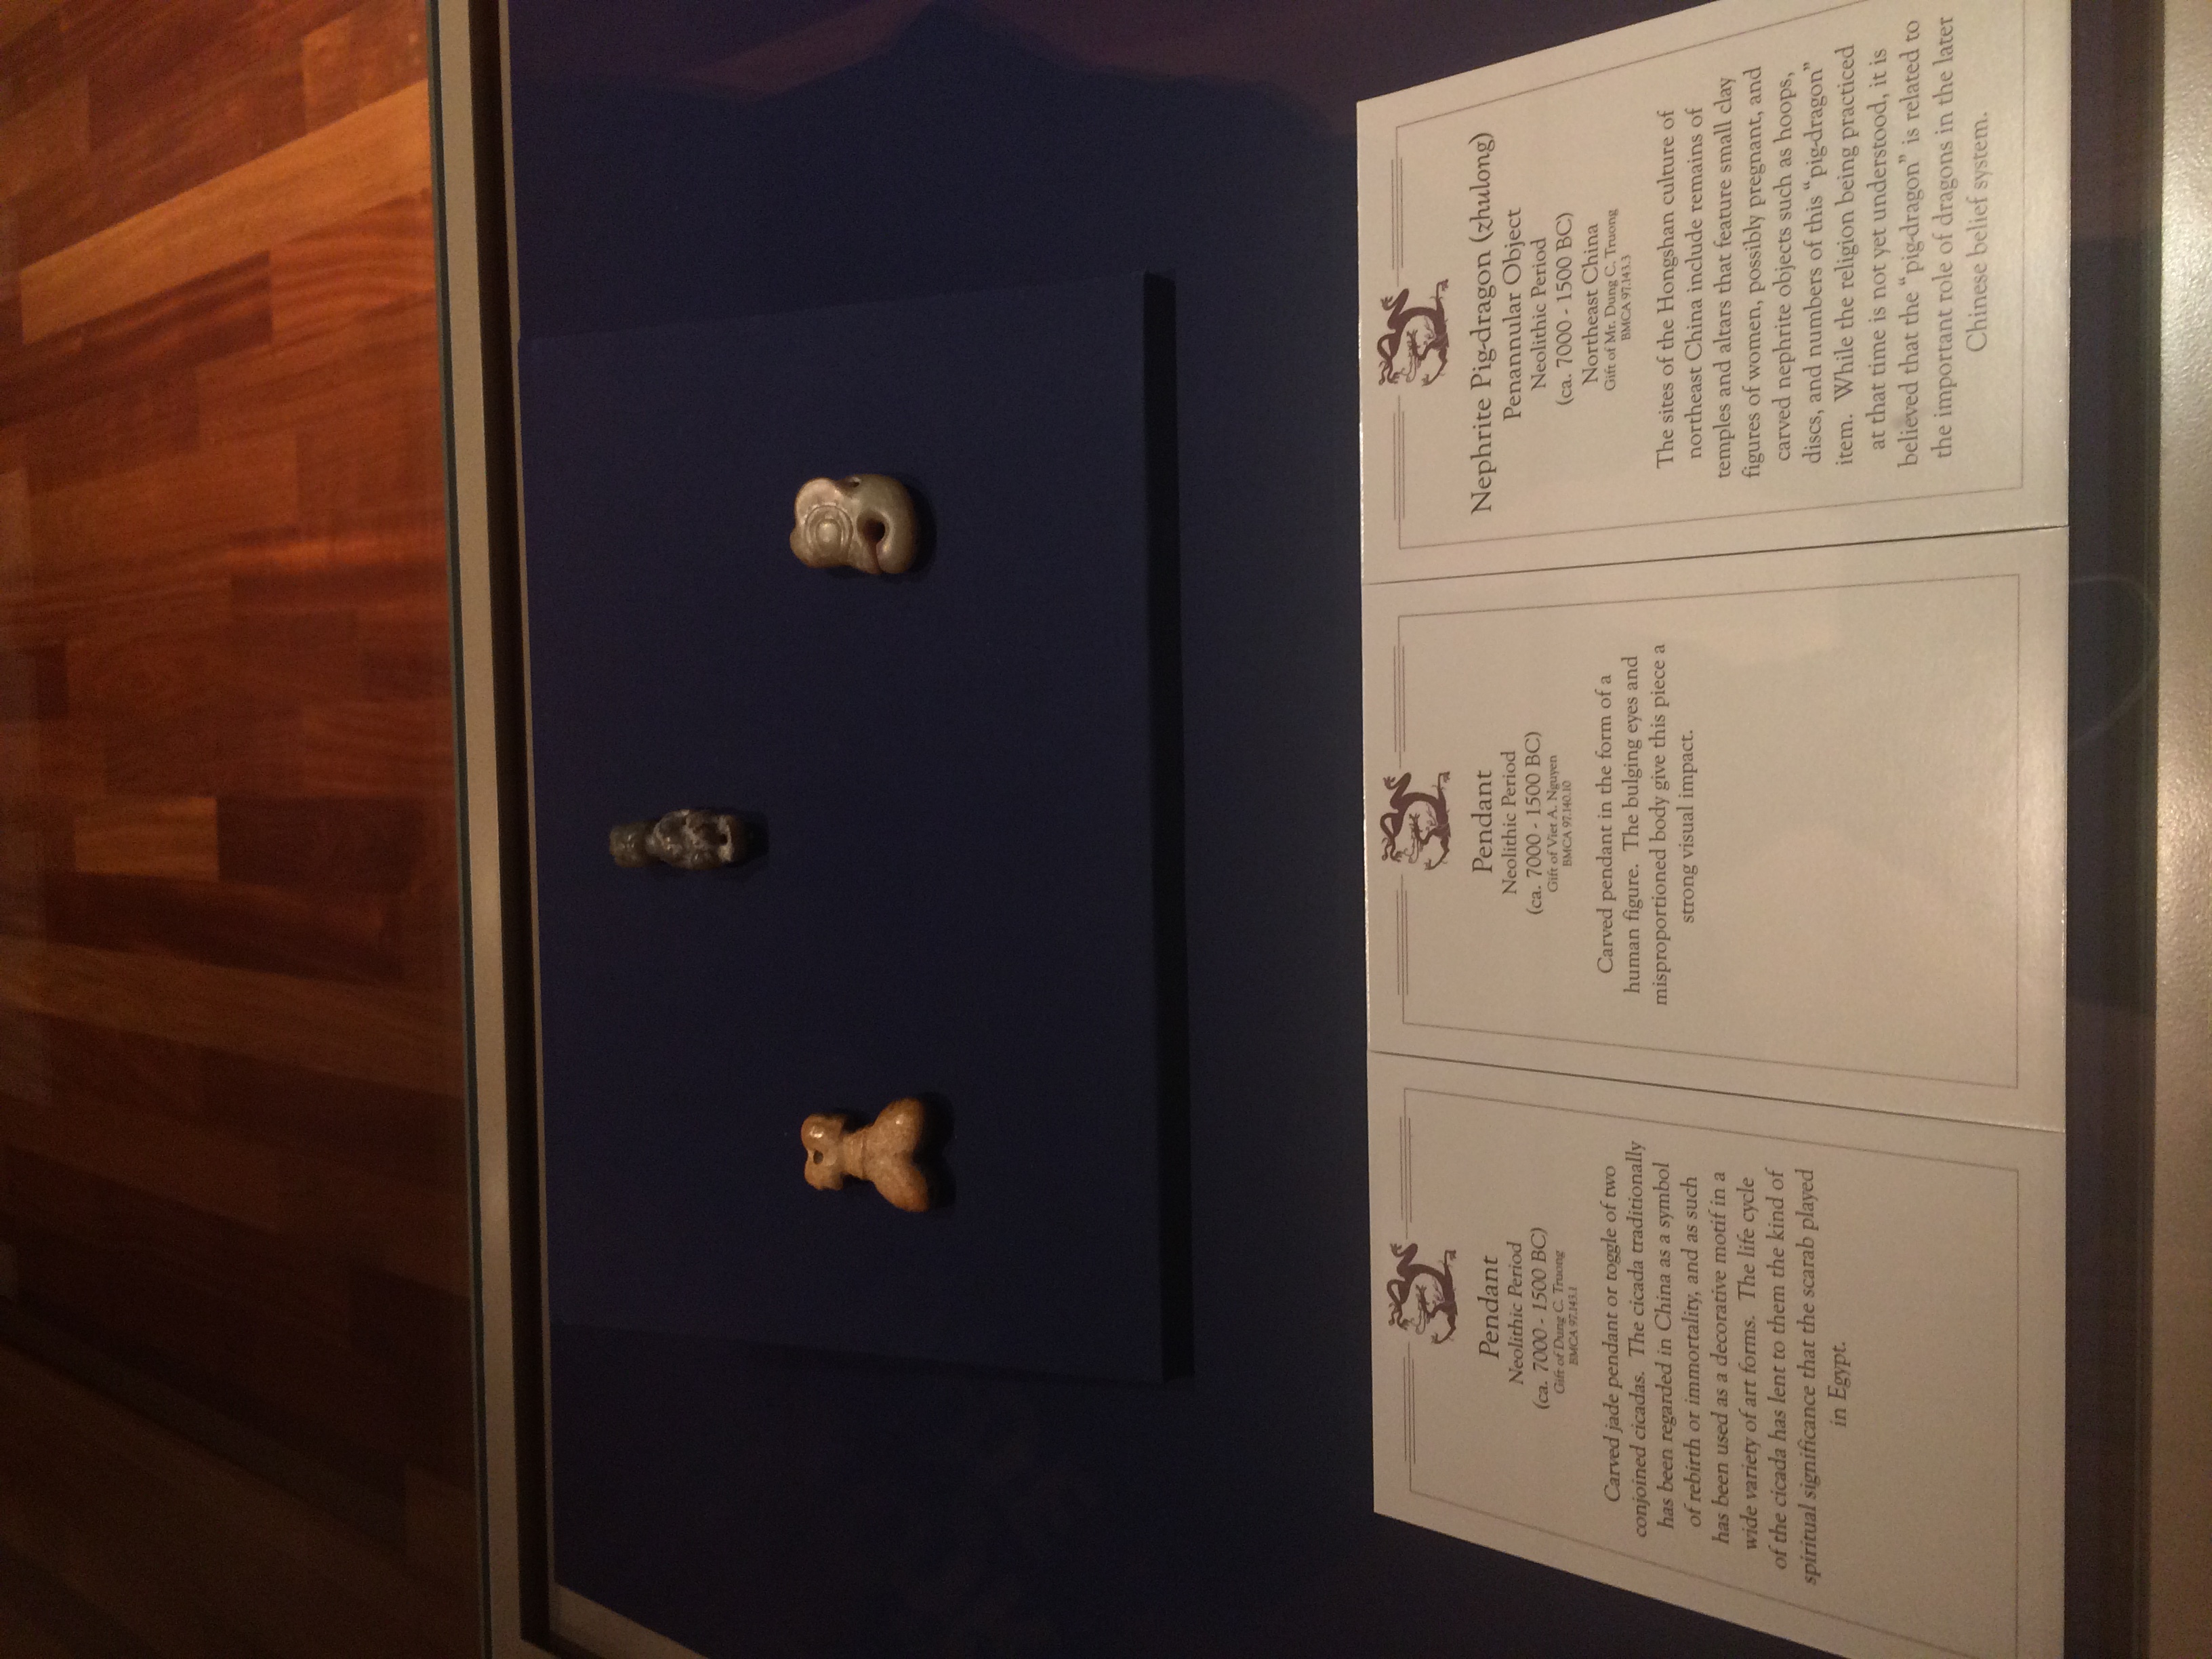 Pendant
Neolithic Period
(ca. 7000 - 1500 BC)
Gift of Dung C. Truong
BMCA 97.143.1
Carved jade pendant or toggle of two
conjoined cicadas. The cicada traditionally
has been regarded in China as a symbol
of rebirth or immortality, and as such
has been used as a decorative motif in a
wide variety of art forms. The life cycle
of the cicada has lent to them the kind of
spiritual significance that the scarab played
in Egypt.
Pendant
Neolithic Period
(ca. 7000 - 1500 BC)
Gift of Viet A. Nguyen
BMCA 97.140.10
Carved pendant in the form of a
human figure. The bulging eyes and
misproportioned body give this piece a
strong visual impact.
Nephrite Pig-dragon (zhulong)
Penannular Object
Neolithic Period
(ca. 7000 - 1500 BC)
Northeast China
Gift of Mr. Dung C. Truong
BMCA 97.143.3
The sites of the Hongshan culture of
northeast China include remains of
temples and altars that feature small clay
figures of women, possibly pregnant, and
carved nephrite objects such as hoops,
discs, and numbers of this “pig-dragon”
item. While the religion being practiced
at that time is not yet understood, it is
believed that the “pig-dragon” is related to
the important role of dragons in the later
Chinese belief system.